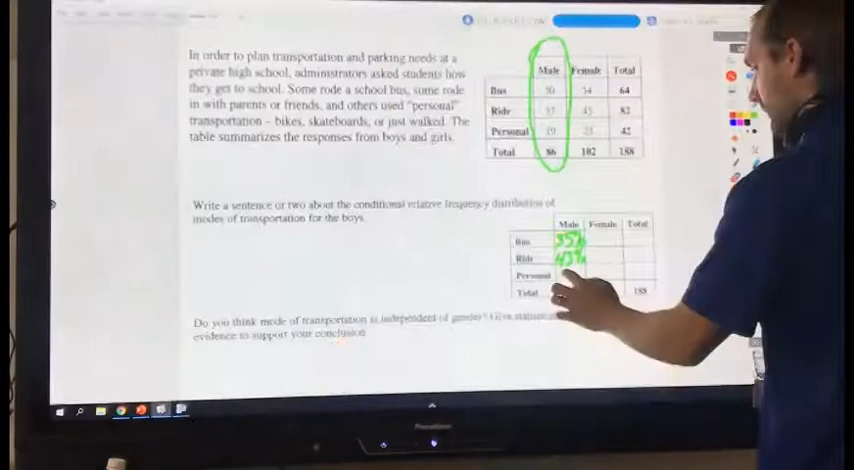 In order to plan transportation and parking needs at a
private high school, administrators asked students how
they get to school. Some rode a school bus, some rode
in with parents or friends, and others used "personal"
transportation – bikes, skateboards, or just walked. The
table summarizes the responses from boys and girls.
Male Female Total
Bus 30 34 64
Ride 37 45 82
Personal 19 23 42
Total 86 102 188
Write a sentence or two about the conditional relative frequency distribution of
modes of transportation for the boys.
Male Female Total
Bus 35%
Ride 43%
Personal
Total 188
Do you think mode of transportation is independent of gender? Give
evidence to support your conclusion